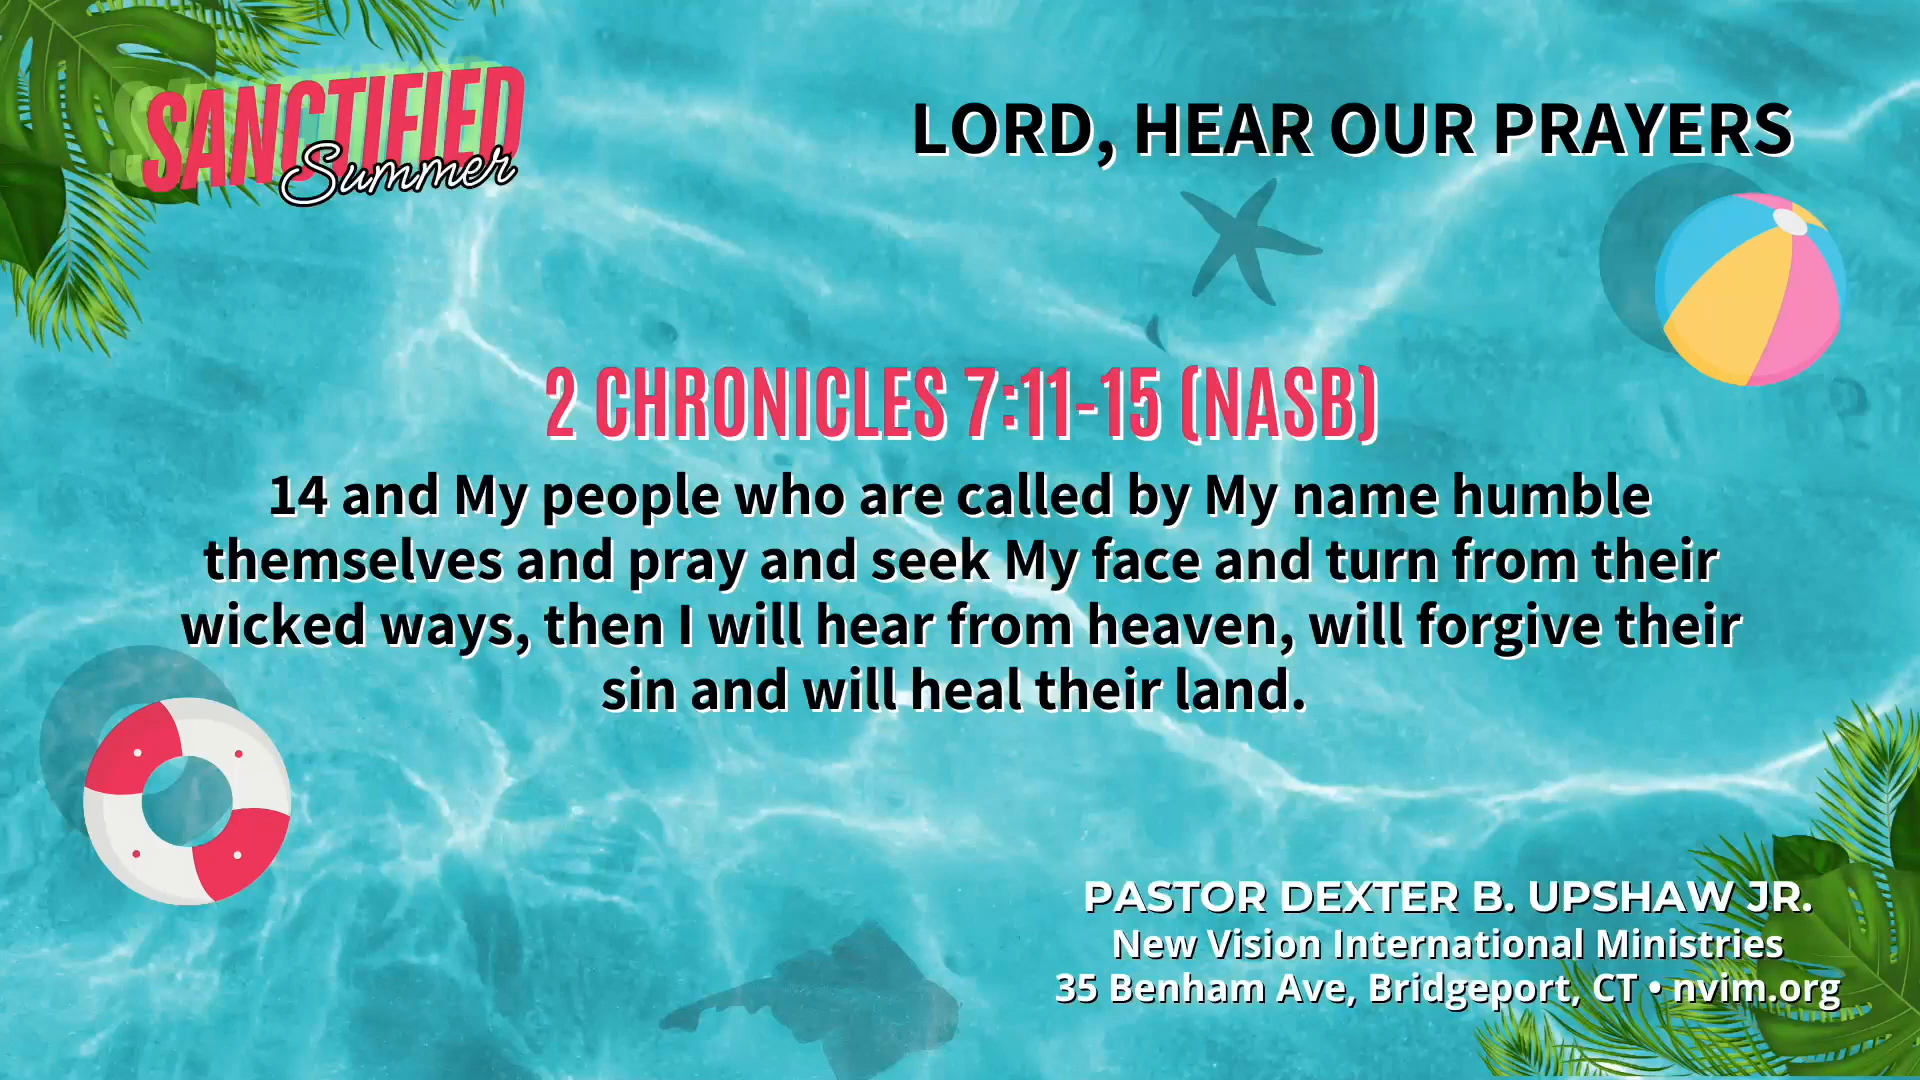 SANCTIFIED
Summer
LORD, HEAR OUR PRAYERS
2 CHRONICLES 7:11-15 (NASB)
14 and My people who are called by My name humble
themselves and pray and seek My face and turn from their
wicked ways, then I will hear from heaven, will forgive their
sin and will heal their land.
PASTOR DEXTER B. UPSHAW JR.
New Vision International Ministries
35 Benham Ave, Bridgeport, CT • nvim.org